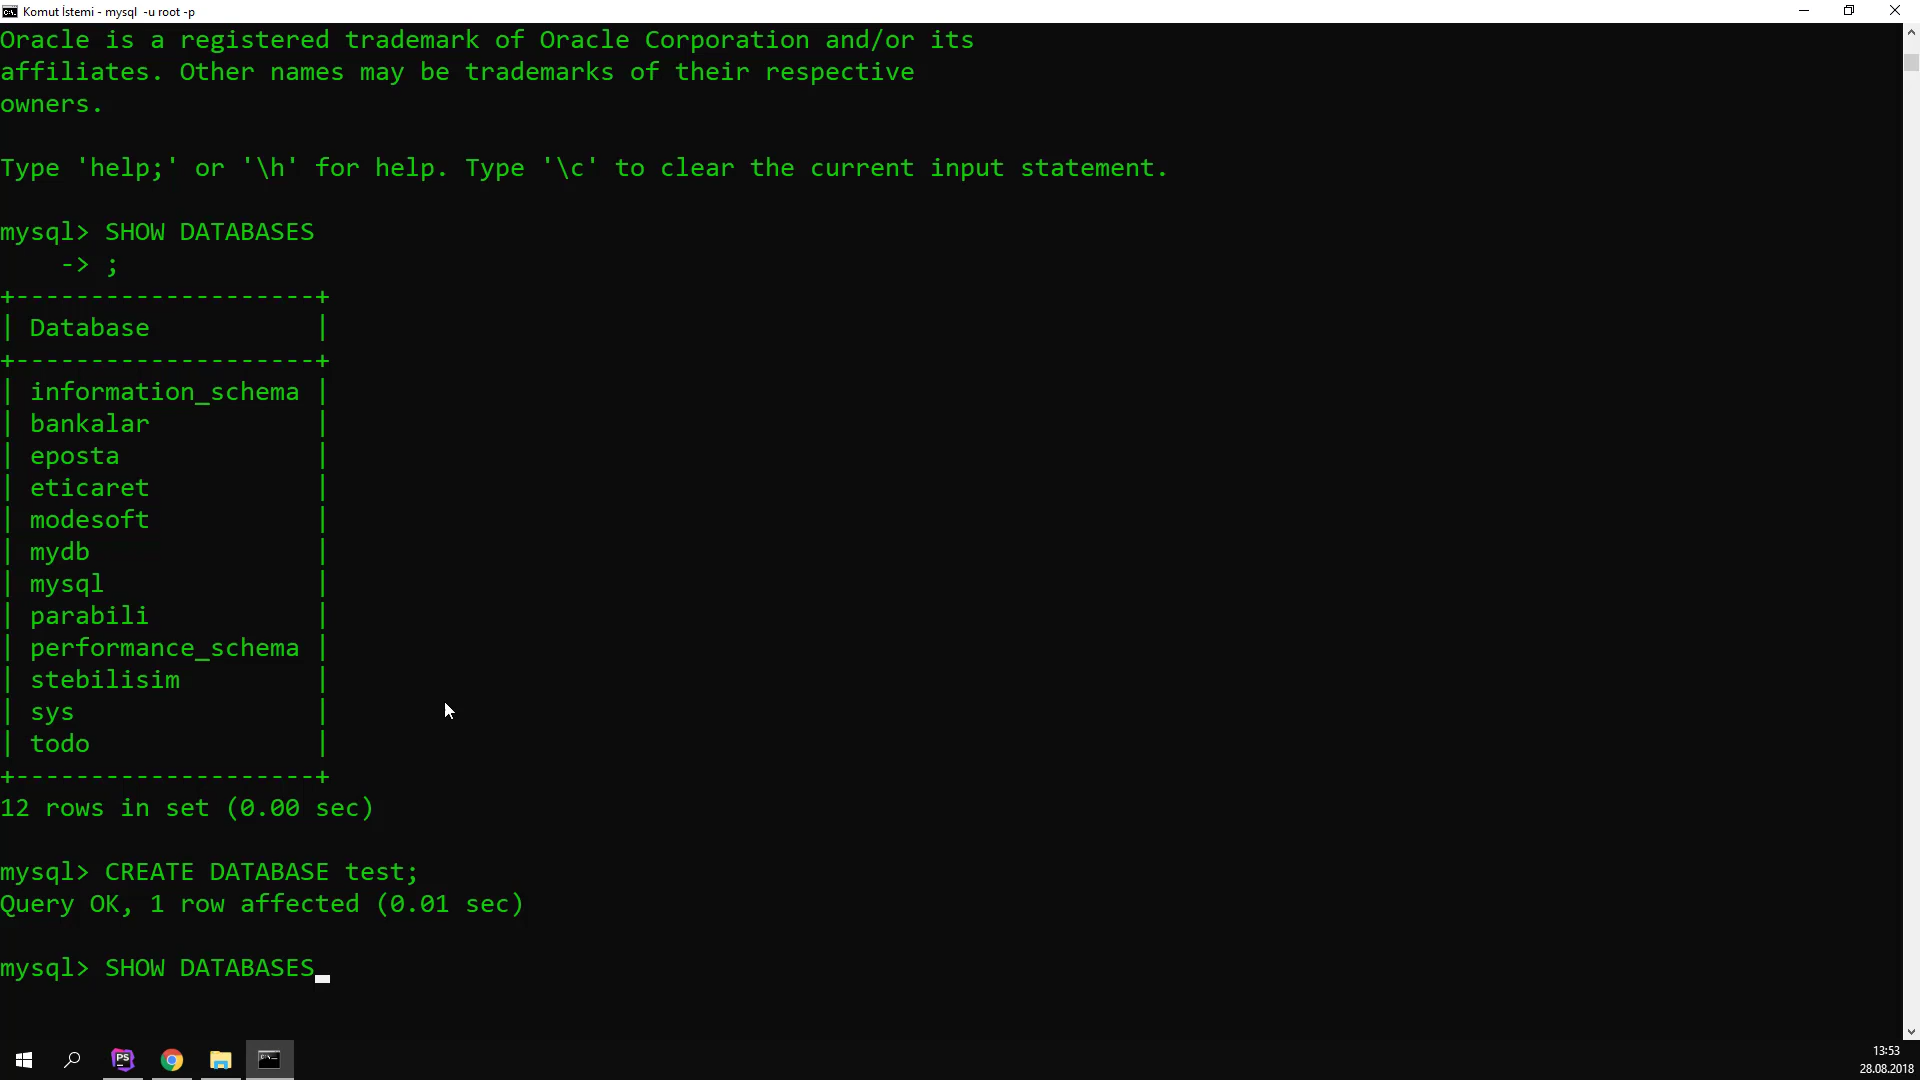 Komut İstemi - mysql  -u root -p
Oracle is a registered trademark of Oracle Corporation and/or its
affiliates. Other names may be trademarks of their respective
owners.
Type 'help;' or '\h' for help. Type '\c' to clear the current input statement.
mysql> SHOW DATABASES
    -> ;
+--------------------+
| Database           |
+--------------------+
| information_schema |
| bankalar           |
| eposta             |
| eticaret           |
| modesoft           |
| mydb               |
| mysql              |
| parabili           |
| performance_schema |
| stebilisim         |
| sys                |
| todo               |
+--------------------+
12 rows in set (0.00 sec)
mysql> CREATE DATABASE test;
Query OK, 1 row affected (0.01 sec)
mysql> SHOW DATABASES
PS
13:53
28.08.2018